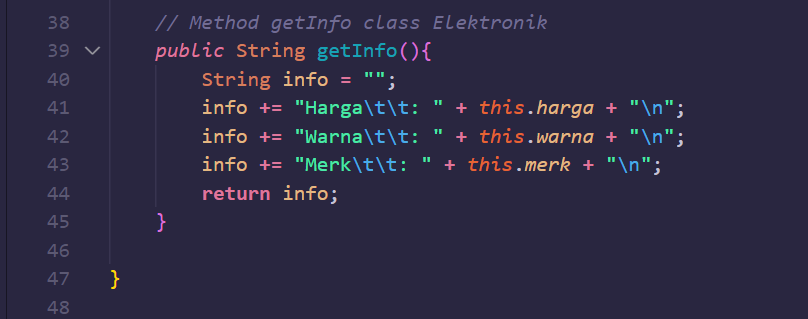 38 // Method getInfo class Elektronik
39 public String getInfo(){
40 String info = "";
41 info += "Harga\t\t: " + this.harga + "\n";
42 info += "Warna\t\t: " + this.warna + "\n";
43 info += "Merk\t\t: " + this.merk + "\n";
44 return info;
45 }
46
47 }
48